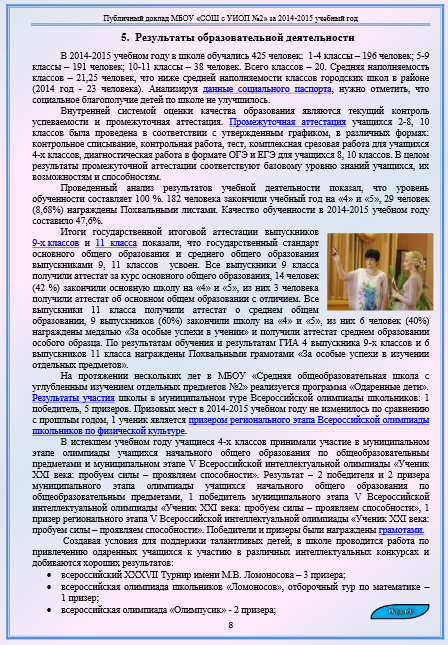 Публичный доклад МБОУ «СОШ с УИОП №2» за 2014-2015 учебный год
5. Результаты образовательной деятельности
В 2014-2015 учебном году в школе обучались 425 человек: 1-4 классы – 196 человек; 5-9
классы – 191 человек; 10-11 классы – 38 человек. Всего классов – 20. Средняя наполняемость
классов – 21,25 человек, что ниже средней наполняемости классов городских школ в районе
(2014 год - 23 человека). Анализируя данные социального паспорта, нужно отметить, что
социальное благополучие детей по школе не улучшилось.
Внутренней системой оценки качества образования являются текущий контроль
успеваемости и промежуточная аттестация. Промежуточная аттестация учащихся 2-8, 10
классов была проведена в соответствии с утвержденным графиком, в различных формах:
контрольное списывание, контрольная работа, тест, комплексная срезовая работа для учащихся
4-х классов, диагностическая работа в формате ОГЭ и ЕГЭ для учащихся 8, 10 классов. В целом
результаты промежуточной аттестации соответствуют базовому уровню знаний учащихся, их
возможностям и способностям.
Проведенный анализ результатов учебной деятельности показал, что уровень
обученности составляет 100 %. 182 человека закончили учебный год на «4» и «5», 29 человек
(8,68%) награждены Похвальными листами. Качество обученности в 2014-2015 учебном году
составило 47,6%.
Итоги государственной итоговой аттестации выпускников
9-х классов и 11 класса показали, что государственный стандарт
основного общего образования и среднего общего образования
выпускниками 9, 11 классов усвоен. Все выпускники 9 класса
получили аттестат за курс основного общего образования, 14 человек
(42 %) закончили основную школу на «4» и «5», из них 3 человека
получили аттестат об основном общем образовании с отличием. Все
выпускники 11 класса получили аттестат о среднем общем
образовании, 9 выпускников (60%) закончили школу на «4» и «5», из них 6 человек (40%)
награждены медалью «За особые успехи в учении» и получили аттестат среднем образовании
особого образца. По результатам обучения и результатам ГИА 4 выпускника 9-х классов и 6
выпускников 11 класса награждены Похвальными грамотами «За особые успехи в изучении
отдельных предметов».
На протяжении нескольких лет в МБОУ «Средняя общеобразовательная школа с
углубленным изучением отдельных предметов №2» реализуется программа «Одаренные дети».
Результаты участия школы в муниципальном туре Всероссийской олимпиады школьников: 1
победитель, 5 призеров. Призовых мест в 2014-2015 учебном году не изменилось по сравнению
с прошлым годом, 1 ученик является призером регионального этапа Всероссийской олимпиады
школьников по физической культуре.
В истекшем учебном году учащиеся 4-х классов принимали участие в муниципальном
этапе олимпиады учащихся начального общего образования по общеобразовательным
предметами и муниципальном этапе V Всероссийской интеллектуальной олимпиады «Ученик
XXI века: пробуем силы – проявляем способности». Результат – 2 победителя и 2 призера
муниципального этапа олимпиады учащихся начального общего образования по
общеобразовательным предметами, 1 победитель муниципального этапа V Всероссийской
интеллектуальной олимпиады «Ученик XXI века: пробуем силы – проявляем способности», 1
призер регионального этапа V Всероссийской интеллектуальной олимпиады «Ученик XXI века:
пробуем силы – проявляем способности». Победители и призеры были награждены грамотами.
Создавая условия для поддержки талантливых детей, в школе проводится работа по
привлечению одаренных учащихся к участию в различных интеллектуальных конкурсах и
добиваются хороших результатов:
• всероссийский XXXVII Турнир имени М.В. Ломоносова – 3 призера;
• всероссийская олимпиада школьников «Ломоносов», отборочный тур по математике –
1 призер;
• всероссийская олимпиада «Олимпусик» - 2 призера;
8